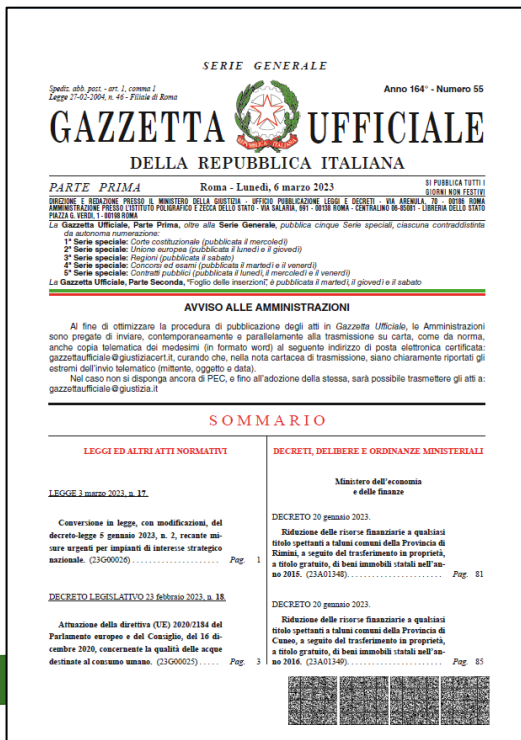 SERIE GENERALE
Spediz. abb. post. - art. 1, comma 1
Legge 27-02-2004, n. 46 - Filiale di Roma
Anno 164° - Numero 55
GAZZETTA UFFICIALE
DELLA REPUBBLICA ITALIANA
PARTE PRIMA
Roma - Lunedì, 6 marzo 2023
SI PUBBLICA TUTTI I
GIORNI NON FESTIVI
DIREZIONE E REDAZIONE PRESSO IL MINISTERO DELLA GIUSTIZIA - UFFICIO PUBBLICAZIONE LEGGI E DECRETI - VIA ARENULA, 70 - 00186 ROMA
AMMINISTRAZIONE PRESSO L'ISTITUTO POLIGRAFICO E ZECCA DELLO STATO - VIA SALARIA, 691 - 00138 ROMA - CENTRALINO 06-85081 - LIBRERIA DELLO STATO
PIAZZA G. VERDI, 1 - 00198 ROMA
La Gazzetta Ufficiale, Parte Prima, oltre alla Serie Generale, pubblica cinque Serie speciali, ciascuna contraddistinta
da autonoma numerazione:
1ª Serie speciale: Corte costituzionale (pubblicata il mercoledì)
2ª Serie speciale: Unione europea (pubblicata il lunedì e il giovedì)
3ª Serie speciale: Regioni (pubblicata il sabato)
4ª Serie speciale: Concorsi ed esami (pubblicata il martedì e il venerdì)
5ª Serie speciale: Contratti pubblici (pubblicata il lunedì, il mercoledì e il venerdì)
La Gazzetta Ufficiale, Parte Seconda, "Foglio delle inserzioni", è pubblicata il martedì, il giovedì e il sabato
AVVISO ALLE AMMINISTRAZIONI
Al fine di ottimizzare la procedura di pubblicazione degli atti in Gazzetta Ufficiale, le Amministrazioni
sono pregate di inviare, contemporaneamente e parallelamente alla trasmissione su carta, come da norma,
anche copia telematica dei medesimi (in formato word) al seguente indirizzo di posta elettronica certificata:
gazzettaufficiale@giustiziacert.it, curando che, nella nota cartacea di trasmissione, siano chiaramente riportati gli
estremi dell'invio telematico (mittente, oggetto e data).
Nel caso non si disponga ancora di PEC, e fino all'adozione della stessa, sarà possibile trasmettere gli atti a:
gazzettaufficiale@giustizia.it
SOMMARIO
LEGGI ED ALTRI ATTI NORMATIVI
LEGGE 3 marzo 2023, n. 17.
Conversione in legge, con modificazioni, del
decreto-legge 5 gennaio 2023, n. 2, recante mi-
sure urgenti per impianti di interesse strategico
nazionale. (23G00026) ..................... Pag. 1
DECRETO LEGISLATIVO 23 febbraio 2023, n. 18.
Attuazione della direttiva (UE) 2020/2184 del
Parlamento europeo e del Consiglio, del 16 di-
cembre 2020, concernente la qualità delle acque
destinate al consumo umano. (23G00025) ..... Pag. 3
DECRETI, DELIBERE E ORDINANZE MINISTERIALI
Ministero dell'economia
e delle finanze
DECRETO 20 gennaio 2023.
Riduzione delle risorse finanziarie a qualsiasi
titolo spettanti a taluni comuni della Provincia di
Rimini, a seguito del trasferimento in proprietà,
a titolo gratuito, di beni immobili statali nell'an-
no 2015. (23A01348)....................... Pag. 81
DECRETO 20 gennaio 2023.
Riduzione delle risorse finanziarie a qualsiasi
titolo spettanti a taluni comuni della Provincia di
Cuneo, a seguito del trasferimento in proprietà,
a titolo gratuito, di beni immobili statali nell'an-
no 2016. (23A01349)....................... Pag. 85